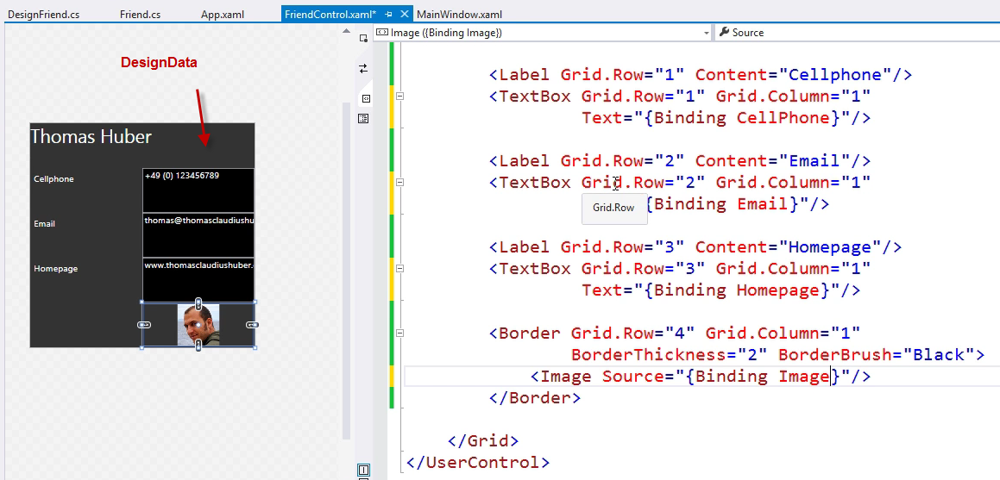 DesignFriend.cs Friend.cs App.xaml FriendControl.xaml* MainWindow.xaml
Image ({Binding Image}) Source
DesignData
Thomas Huber
Cellphone +49 (0) 123456789
Email thomas@thomasclaudiushu
Homepage www.thomasclaudiushuber.
<Label Grid.Row="1" Content="Cellphone"/>
<TextBox Grid.Row="1" Grid.Column="1"
Text="{Binding CellPhone}"/>
<Label Grid.Row="2" Content="Email"/>
<TextBox Grid.Row="2" Grid.Column="1"
Grid.Row {Binding Email}"/>
<Label Grid.Row="3" Content="Homepage"/>
<TextBox Grid.Row="3" Grid.Column="1"
Text="{Binding Homepage}"/>
<Border Grid.Row="4" Grid.Column="1"
BorderThickness="2" BorderBrush="Black">
<Image Source="{Binding Image}"/>
</Border>
</Grid>
</UserControl>